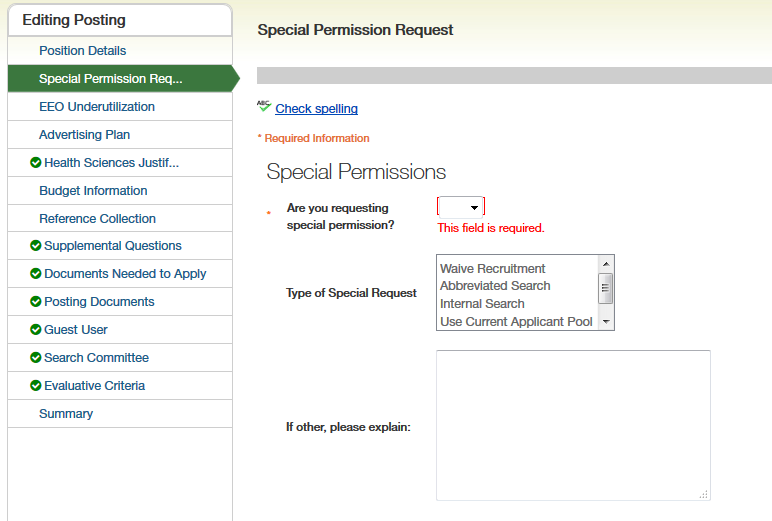 Editing Posting
Position Details
Special Permission Req...
EEO Underutilization
Advertising Plan
Health Sciences Justif...
Budget Information
Reference Collection
Supplemental Questions
Documents Needed to Apply
Posting Documents
Guest User
Search Committee
Evaluative Criteria
Summary
Special Permission Request
ABC Check spelling
* Required Information
Special Permissions
* Are you requesting
special permission?
This field is required.
Type of Special Request
Waive Recruitment
Abbreviated Search
Internal Search
Use Current Applicant Pool
If other, please explain: